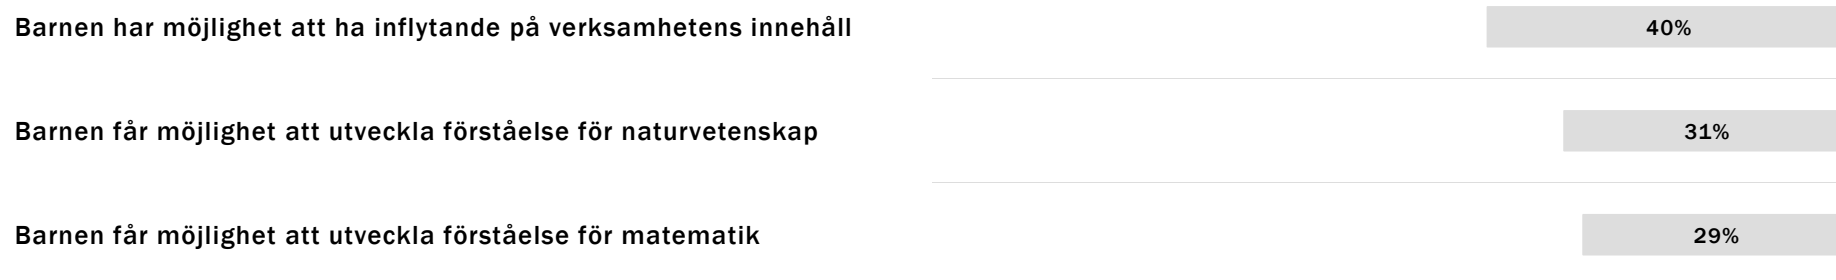 Barnen har möjlighet att ha inflytande på verksamhetens innehåll 40%
Barnen får möjlighet att utveckla förståelse för naturvetenskap 31%
Barnen får möjlighet att utveckla förståelse för matematik 29%